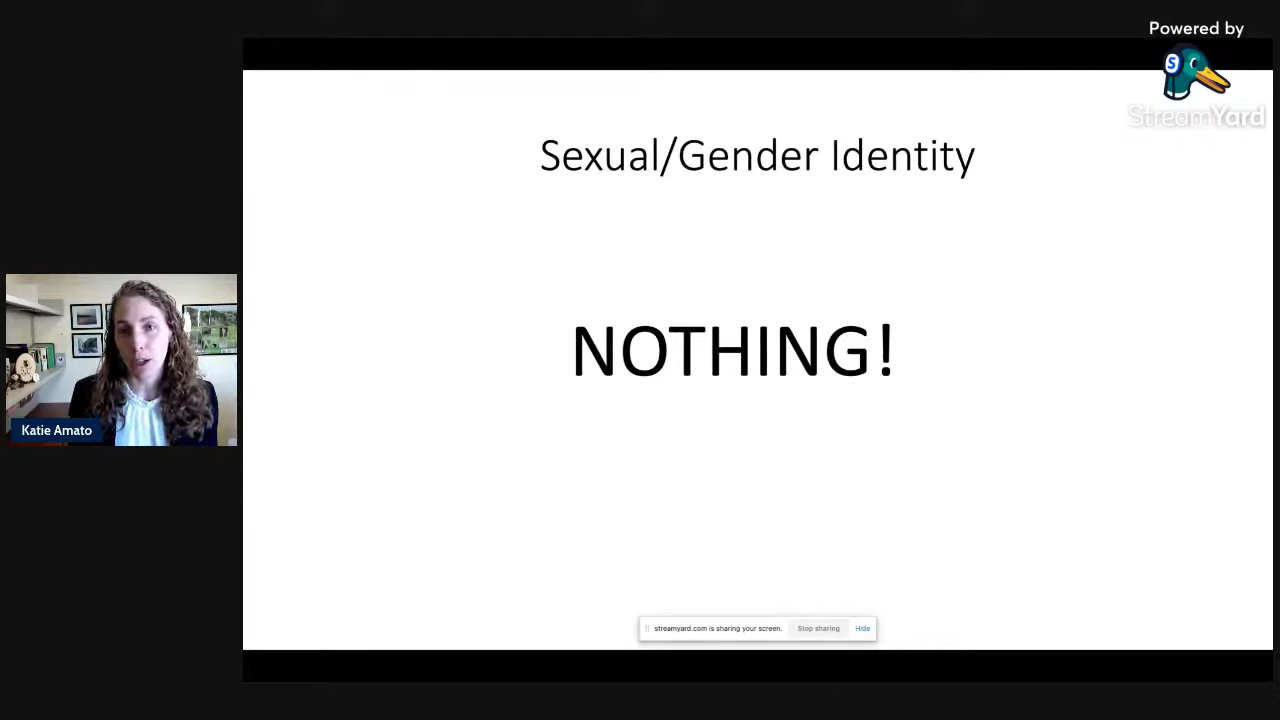 Powered by
StreamYard
Sexual/Gender Identity
NOTHING!
Katie Amato
streamyard.com is sharing your screen. Stop sharing Hide